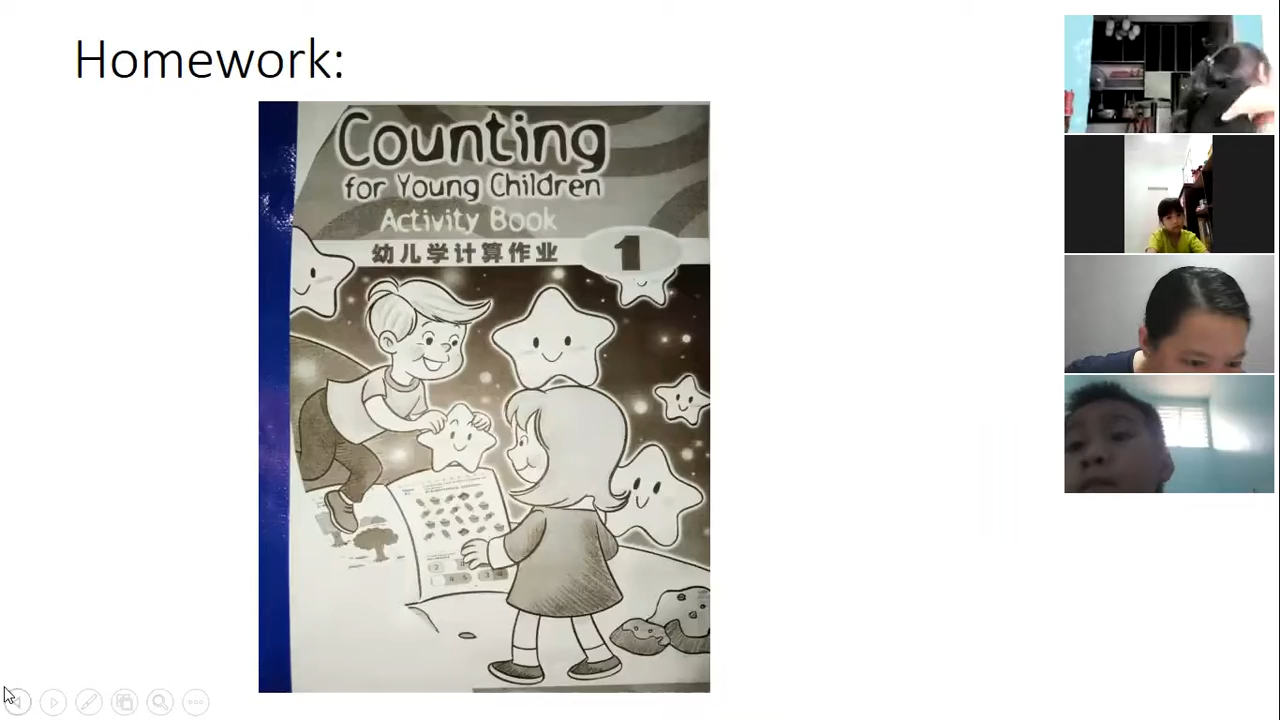 Homework:
Counting
for Young Children
Activity Book
幼儿学计算作业
1